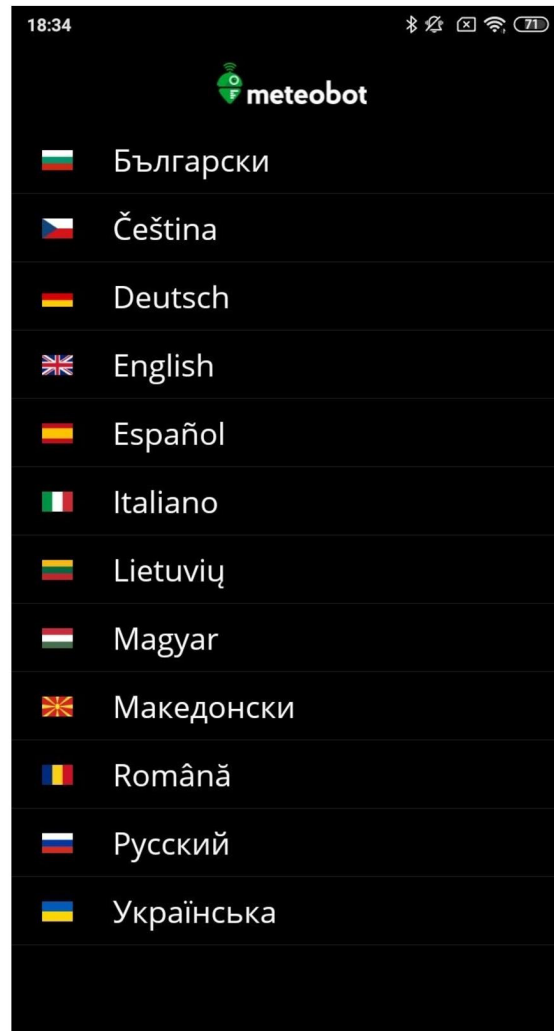 18:34
71
meteobot
Български
Čeština
Deutsch
English
Español
Italiano
Lietuvių
Magyar
Македонски
Română
Русский
Українська